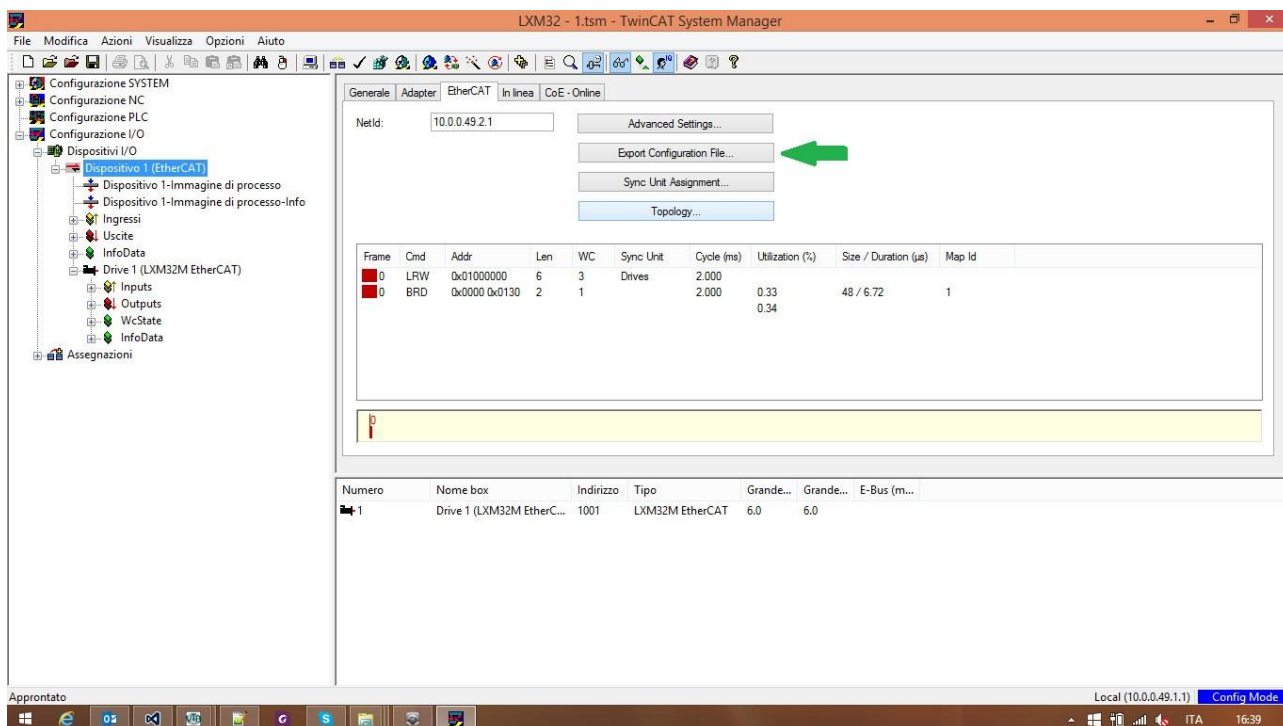 LXM32 - 1.tsm - TwinCAT System Manager
File Modifica Azioni Visualizza Opzioni Aiuto
Configurazione SYSTEM
Configurazione NC
Configurazione PLC
Configurazione I/O
Dispositivi I/O
Dispositivo 1 (EtherCAT)
Dispositivo 1-Immagine di processo
Dispositivo 1-Immagine di processo-Info
Ingressi
Uscite
InfoData
Drive 1 (LXM32M EtherCAT)
Inputs
Outputs
WcState
InfoData
Assegnazioni
Generale Adapter EtherCAT In linea CoE - Online
NetId: 10.0.0.49.2.1
Advanced Settings...
Export Configuration File...
Sync Unit Assignment...
Topology...
Frame Cmd Addr Len WC Sync Unit Cycle (ms) Utilization (%) Size / Duration (µs) Map Id
0 LRW 0x01000000 6 3 Drives 2.000
0 BRD 0x0000 0x0130 2 1 2.000 0.33 48 / 6.72 1
0.34
0
Numero Nome box Indirizzo Tipo Grande... Grande... E-Bus (m...
1 Drive 1 (LXM32M EtherC... 1001 LXM32M EtherCAT 6.0 6.0
Approntato Local (10.0.0.49.1.1) Config Mode
ITA 16:39